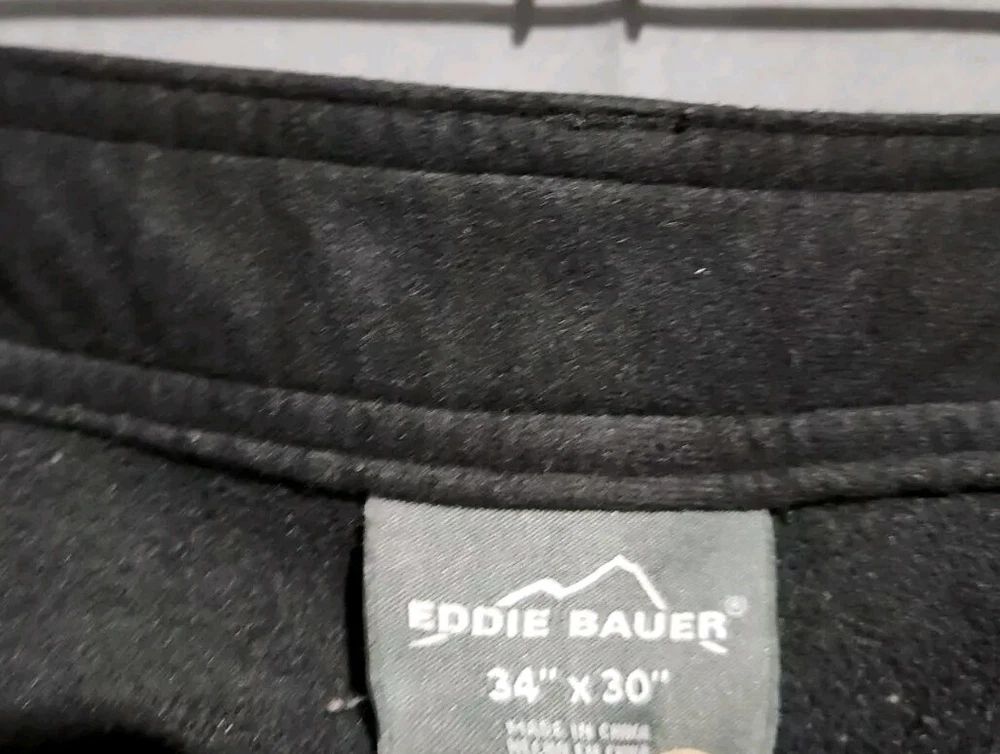 EDDIE BAUER®
34" x 30"
MADE IN CHINA